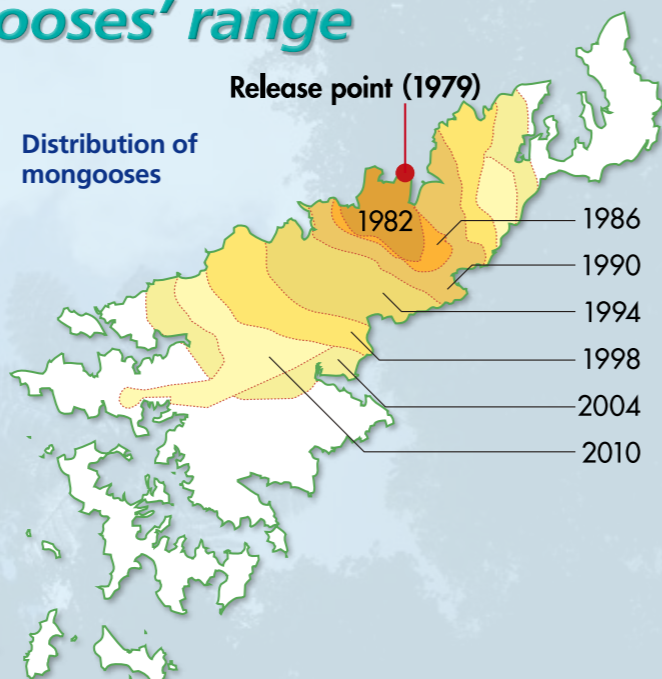 ooses' range
Release point (1979)
Distribution of
mongooses
1982
1986
1990
1994
1998
2004
2010